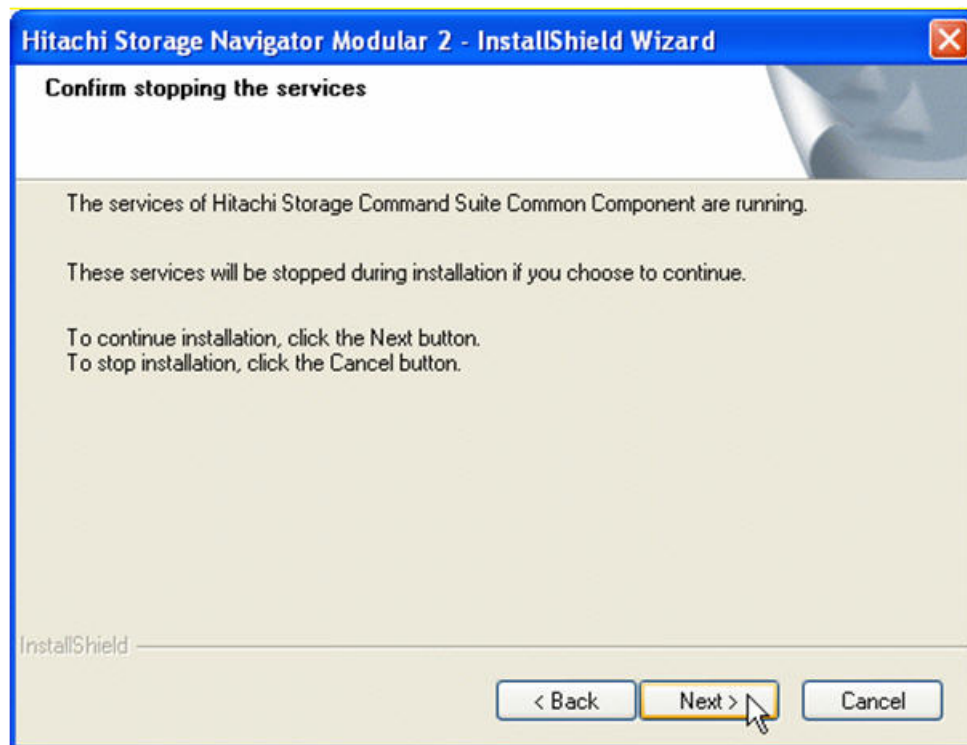 Hitachi Storage Navigator Modular 2 - InstallShield Wizard
Confirm stopping the services
The services of Hitachi Storage Command Suite Common Component are running.
These services will be stopped during installation if you choose to continue.
To continue installation, click the Next button.
To stop installation, click the Cancel button.
InstallShield
< Back Next > Cancel